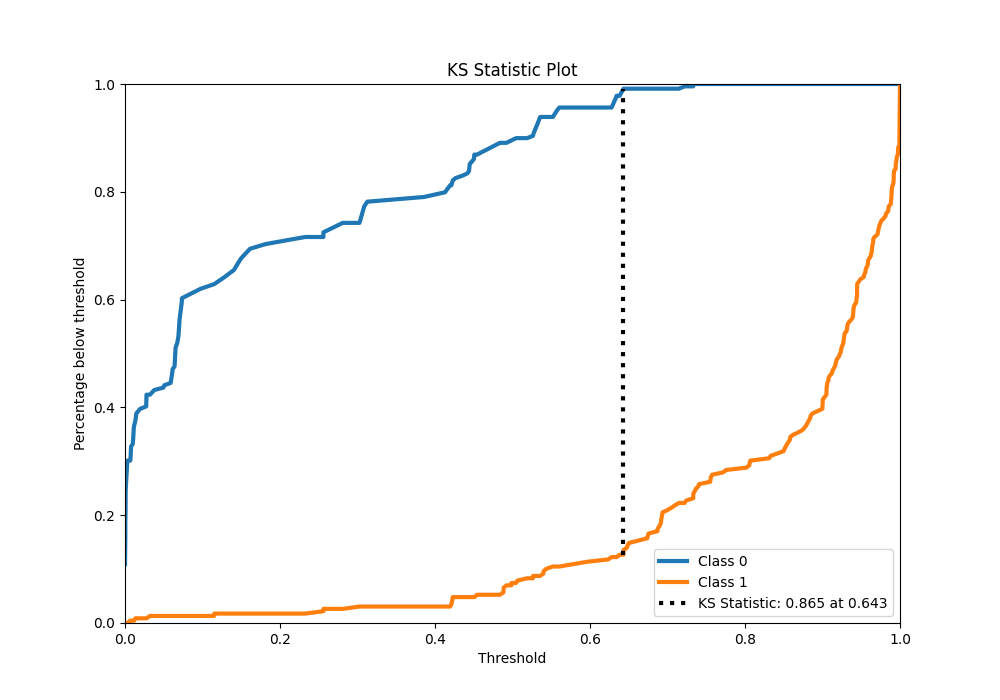 KS Statistic Plot
1.0
0.8
0.6
0.4
0.2
0.0
Percentage below threshold
0.0 0.2 0.4 0.6 0.8 1.0
Threshold
Class 0
Class 1
KS Statistic: 0.865 at 0.643